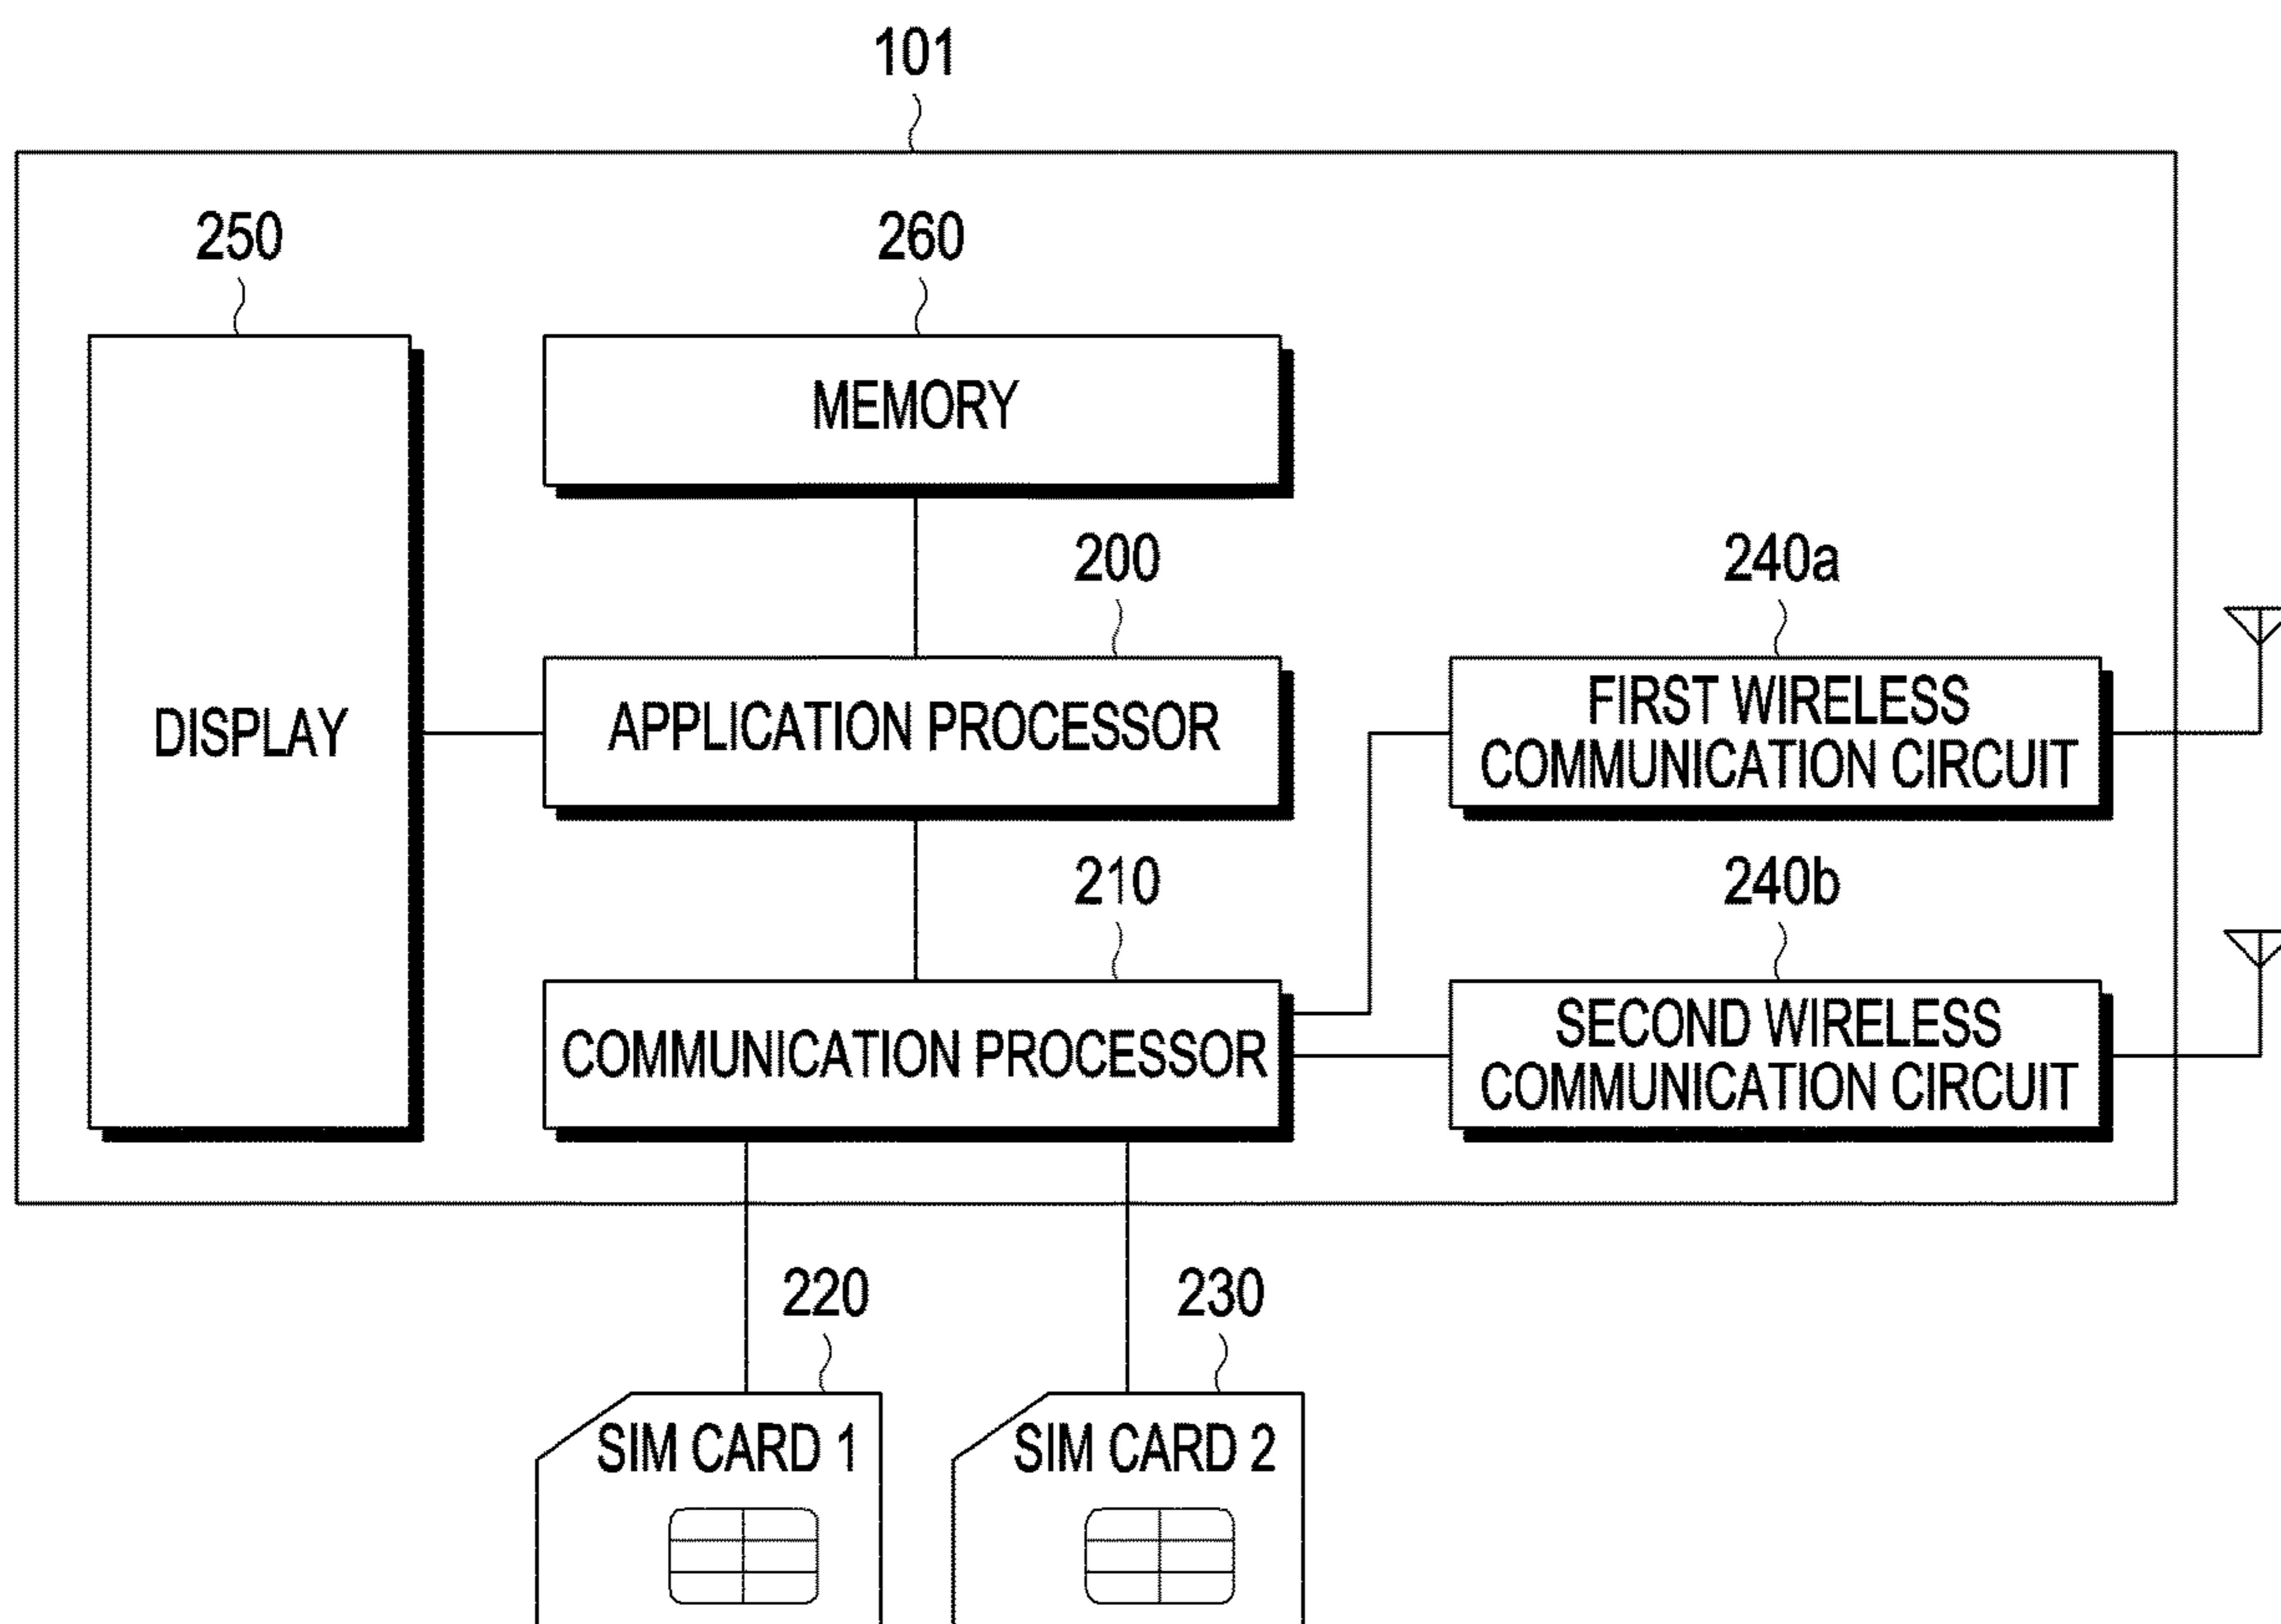 101
250
260
DISPLAY
MEMORY
200
APPLICATION PROCESSOR
240a
FIRST WIRELESS
COMMUNICATION CIRCUIT
210
COMMUNICATION PROCESSOR
240b
SECOND WIRELESS
COMMUNICATION CIRCUIT
220
230
SIM CARD 1
SIM CARD 2